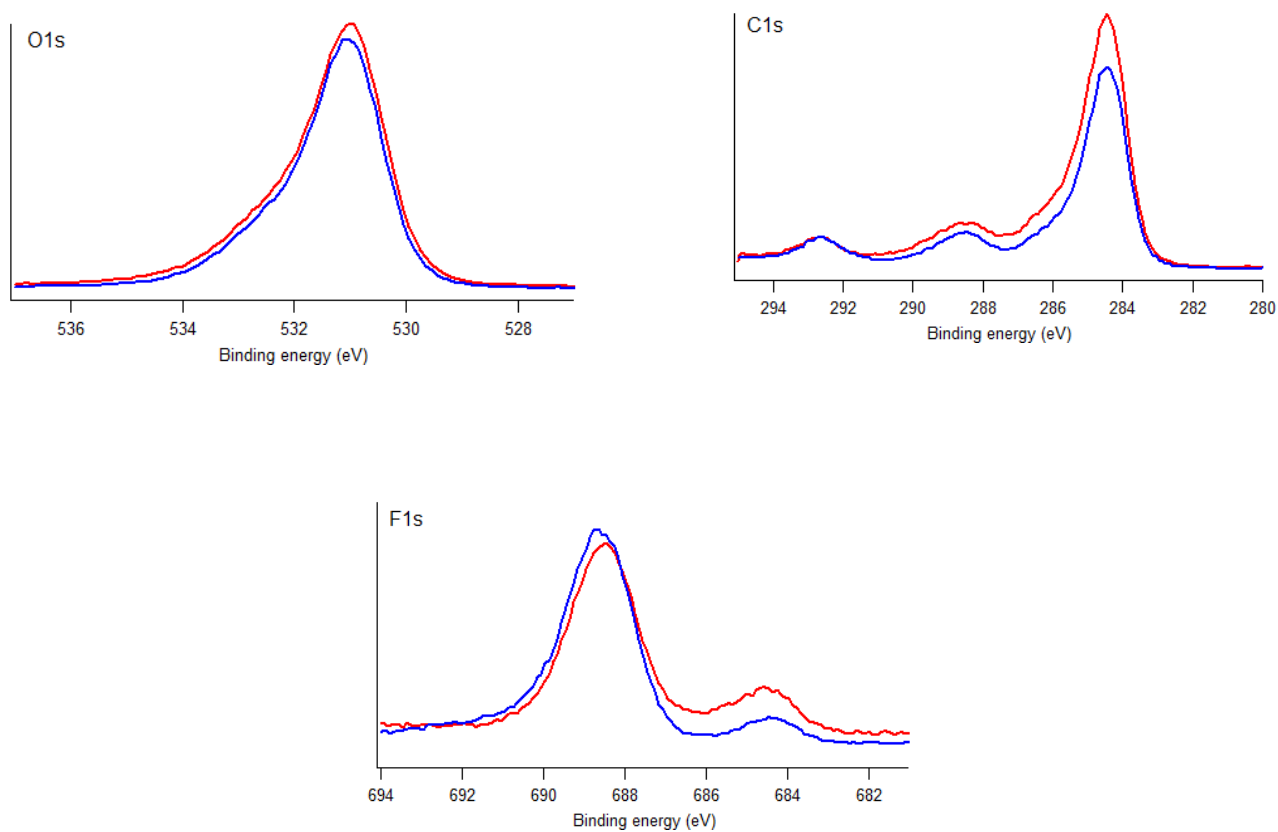 O1s
536 534 532 530 528
Binding energy (eV)
C1s
294 292 290 288 286 284 282 280
Binding energy (eV)
F1s
694 692 690 688 686 684 682
Binding energy (eV)